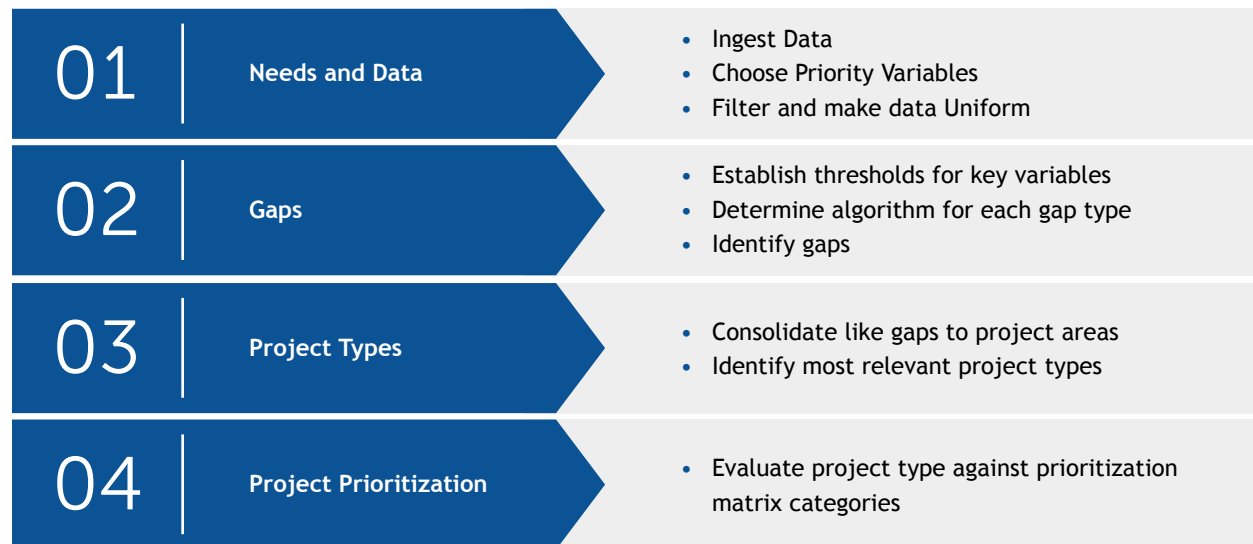 01
Needs and Data
• Ingest Data
• Choose Priority Variables
• Filter and make data Uniform
02
Gaps
• Establish thresholds for key variables
• Determine algorithm for each gap type
• Identify gaps
03
Project Types
• Consolidate like gaps to project areas
• Identify most relevant project types
04
Project Prioritization
• Evaluate project type against prioritization
matrix categories